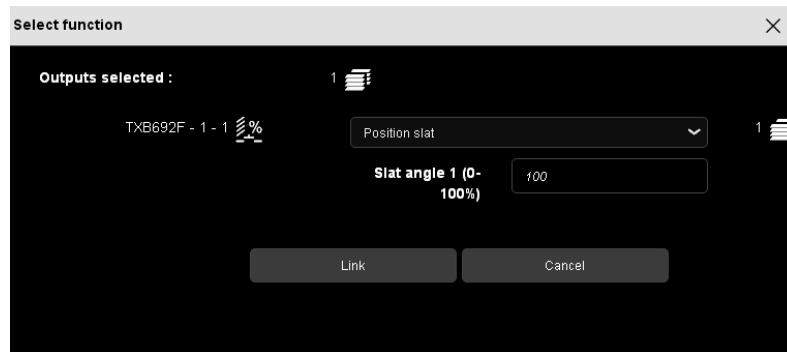 Select function
Outputs selected : 1
TXB692F - 1 - 1 % Position slat 1
Slat angle 1 (0-
100%) 100
Link Cancel